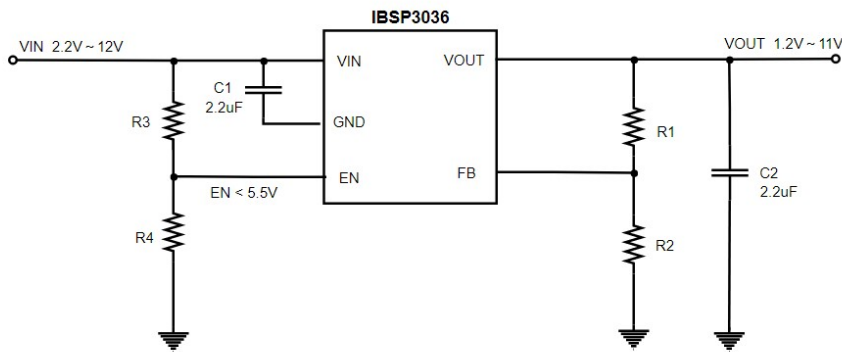 IBSP3036
VIN 2.2V ~ 12V
VOUT 1.2V ~ 11V
VIN
VOUT
C1
2.2uF
R3
GND
R1
EN
FB
C2
2.2uF
EN < 5.5V
R4
R2